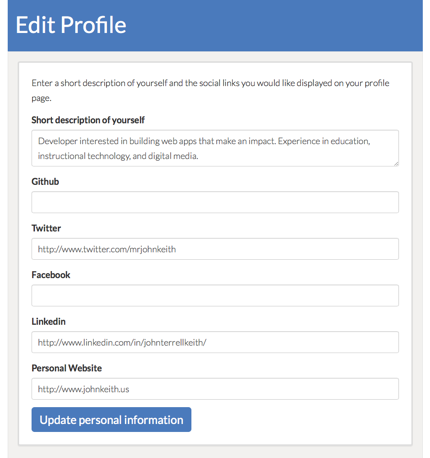 Edit Profile
Enter a short description of yourself and the social links you would like displayed on your profile
page.
Short description of yourself
Developer interested in building web apps that make an impact. Experience in education,
instructional technology, and digital media.
Github
Twitter
http://www.twitter.com/mrjohnkeith
Facebook
Linkedin
http://www.linkedin.com/in/johnterrellkeith/
Personal Website
http://www.johnkeith.us
Update personal information